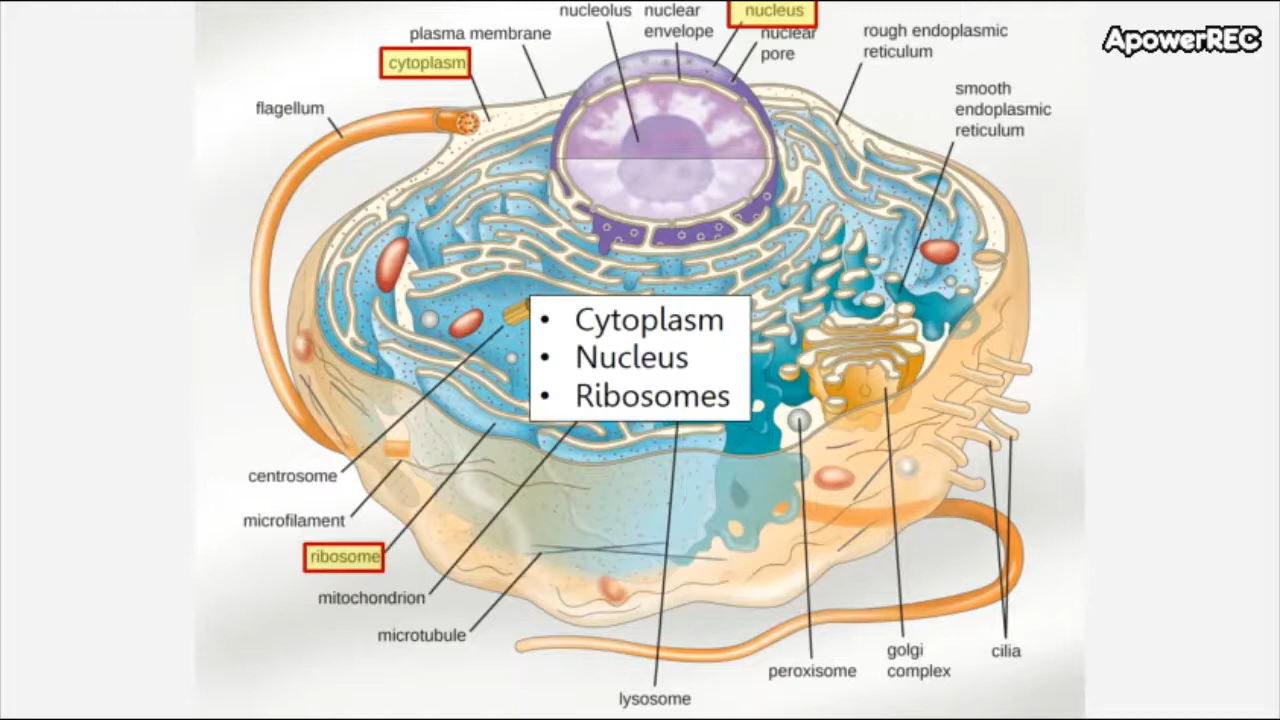 nucleolus
nuclear
envelope
nucleus
nuclear
pore
plasma membrane
cytoplasm
flagellum
rough endoplasmic
reticulum
smooth
endoplasmic
reticulum
ApowerREC
• Cytoplasm
• Nucleus
• Ribosomes
centrosome
microfilament
ribosome
mitochondrion
microtubule
lysosome
peroxisome
golgi
complex
cilia